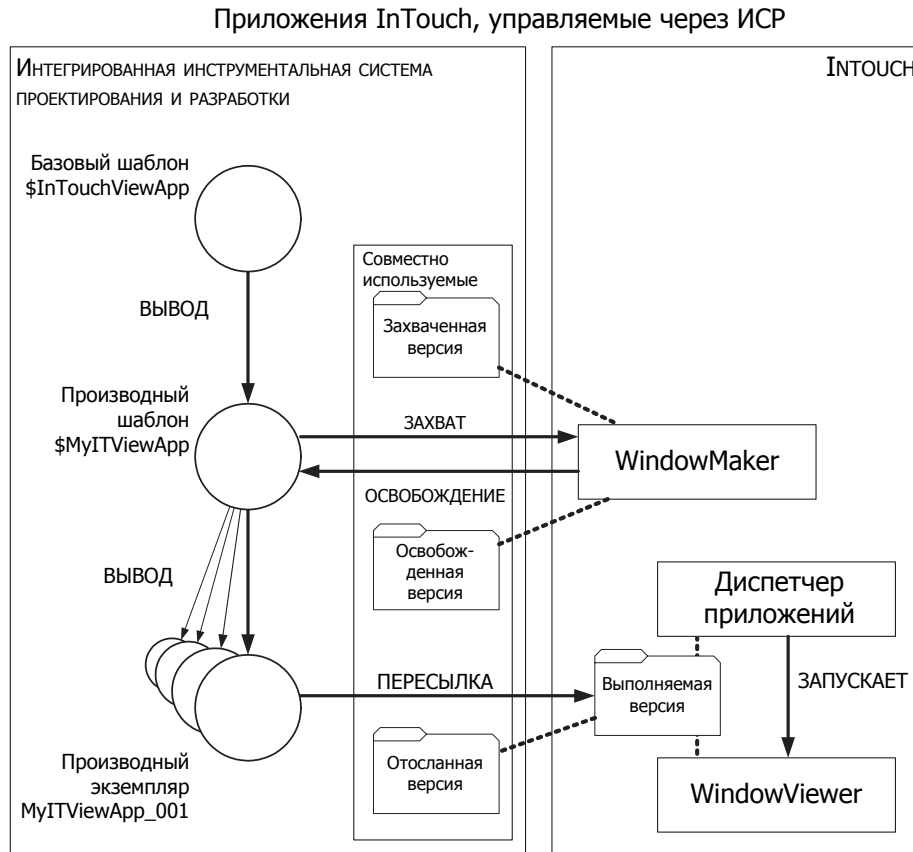 Приложения InTouch, управляемые через ИСР
Интегрированная инструментальная система
проектирования и разработки
InTouch
Базовый шаблон
$InTouchViewApp
Совместно
используемые
Захваченная
версия
ВЫВОД
Производный
шаблон
$MyITViewApp
ЗАХВАТ
WindowMaker
ОСВОБОЖДЕНИЕ
Освобож-
денная
версия
ВЫВОД
Диспетчер
приложений
ПЕРЕСЫЛКА
Выполняемая
версия
ЗАПУСКАЕТ
Отосланная
версия
WindowViewer
Производный
экземпляр
MyITViewApp_001